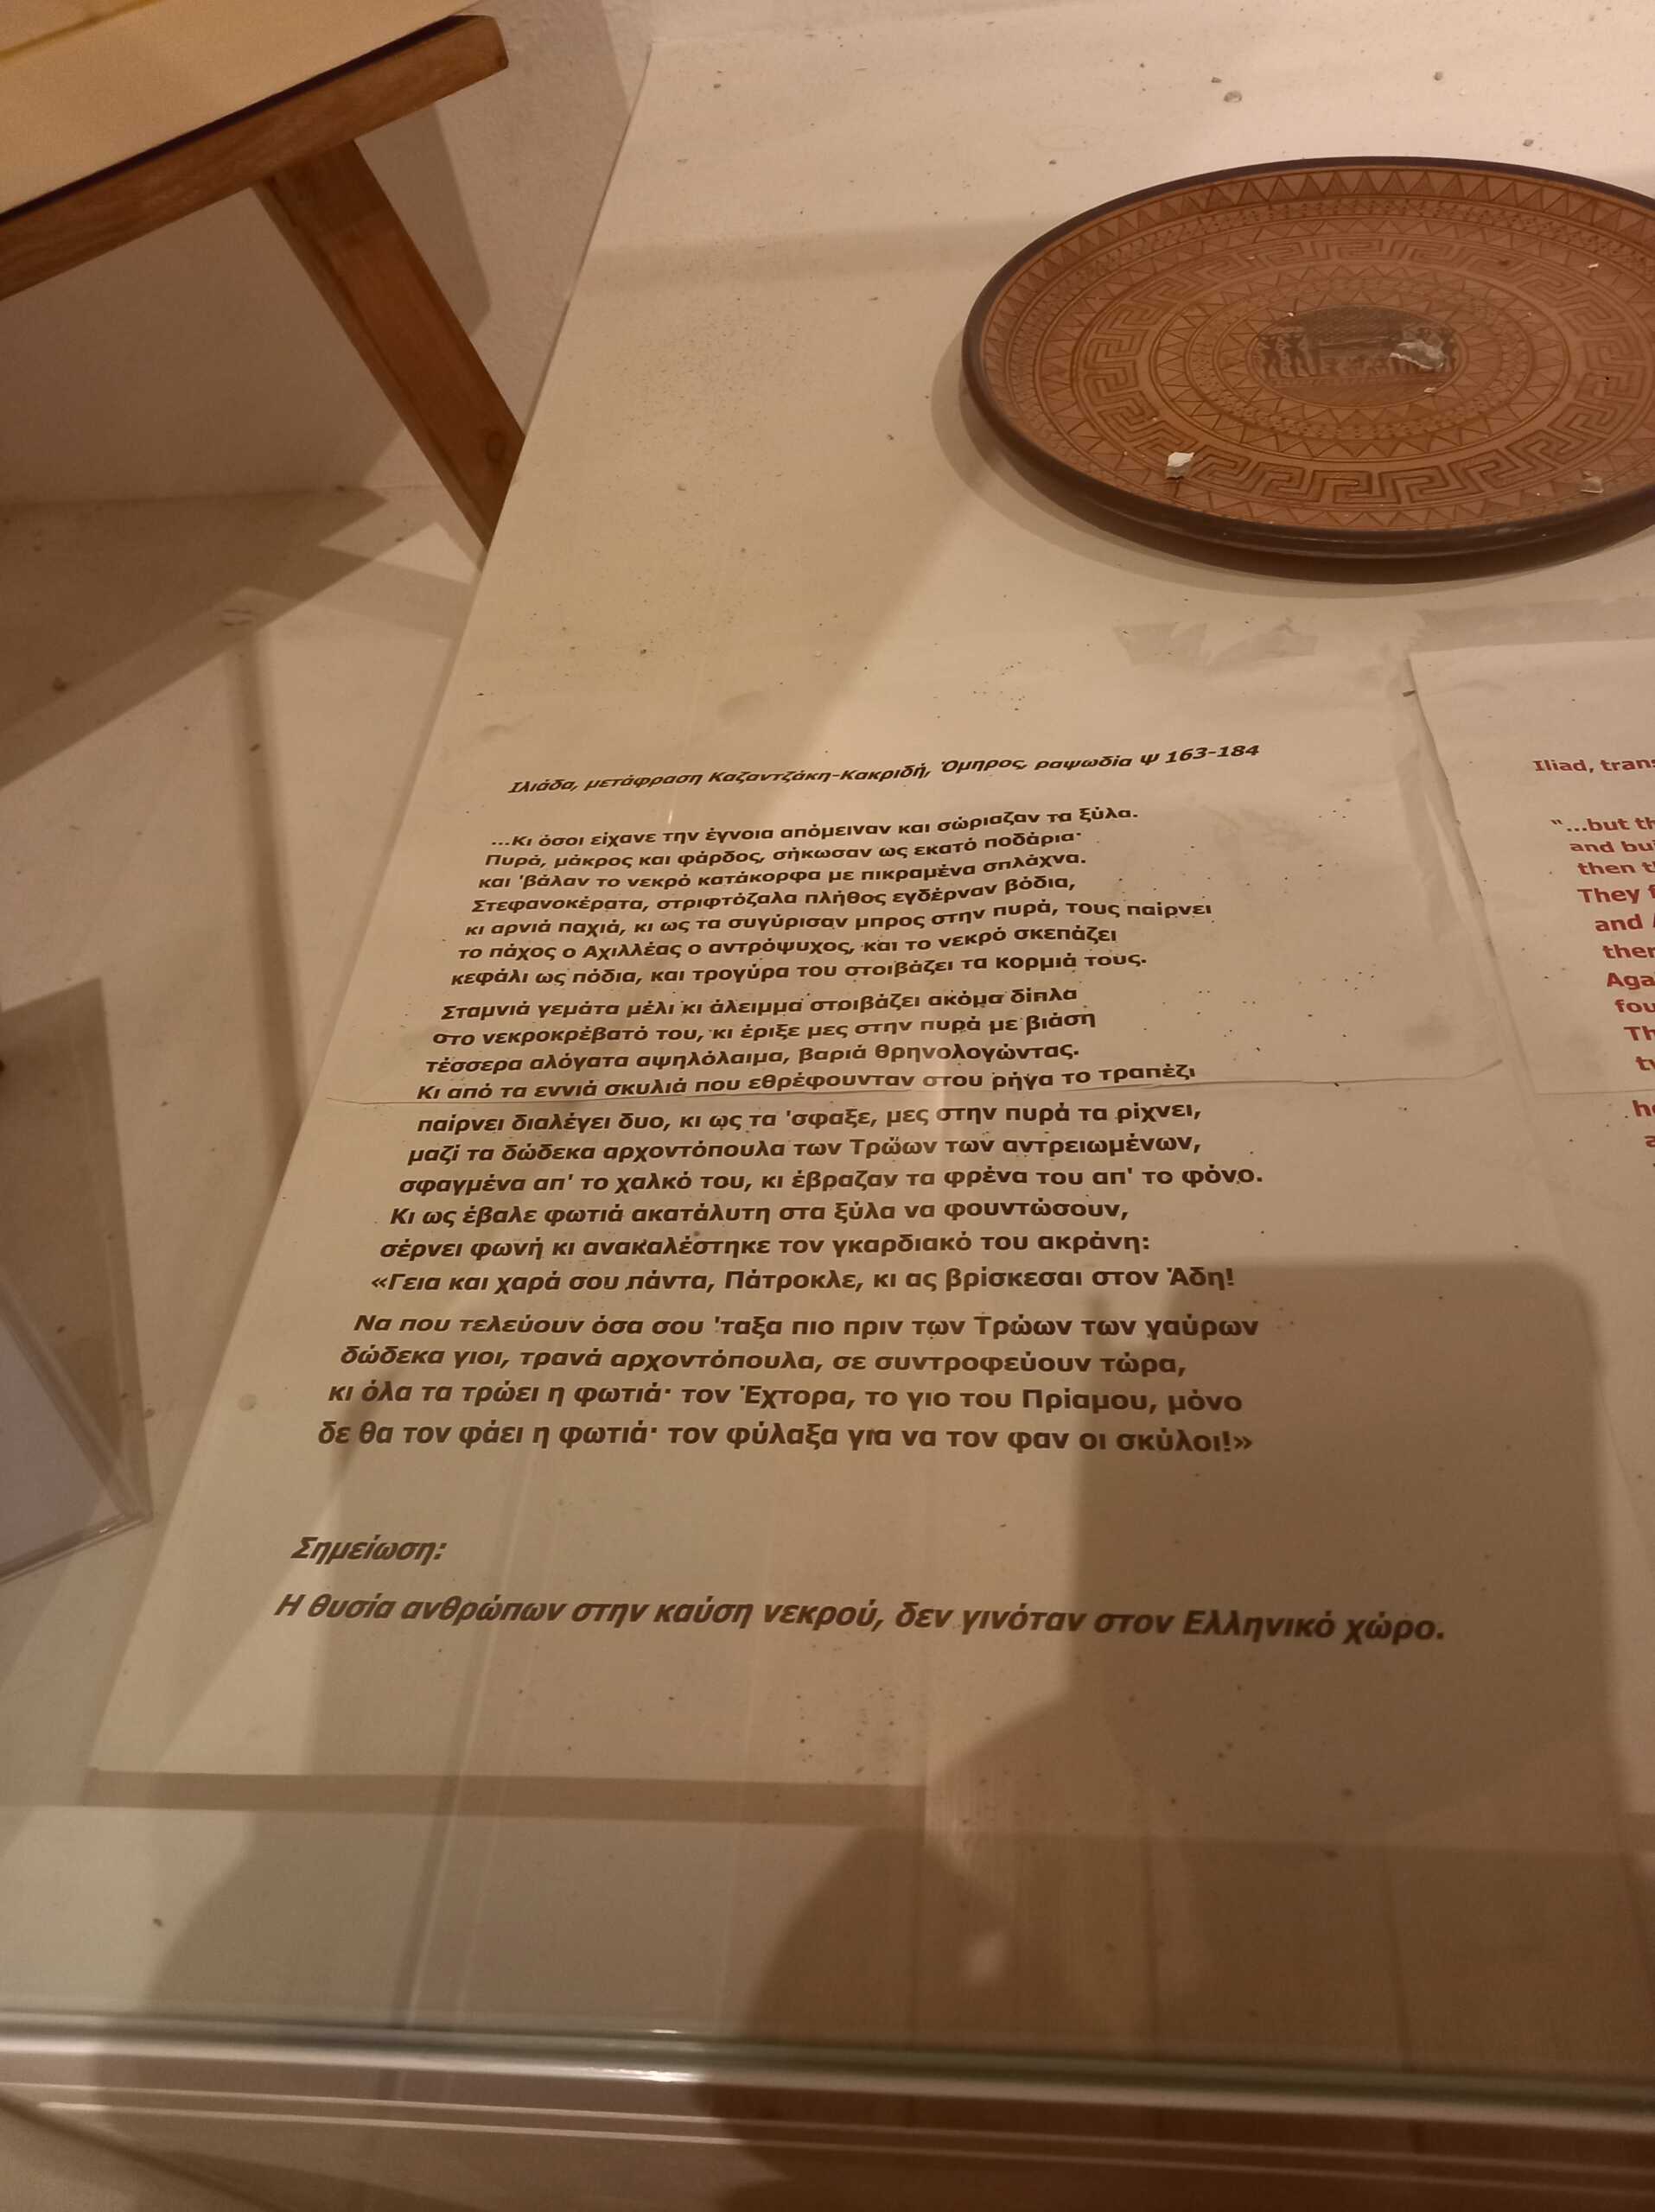 Ιλιάδα, μετάφραση Καζαντζάκη-Κακριδή, Όμηρος, ραψωδία Ψ 163-184
...Κι όσοι είχανε την έγνοια απόμειναν και σώριαζαν τα ξύλα.
Πυρά, μάκρος και φάρδος, σήκωσαν ως εκατό ποδάρια·
και 'βάλαν το νεκρό κατάκορφα με πικραμένα σπλάχνα.
Στεφανοκέρατα, στριφτόζαλα πλήθος εγδέρναν βόδια,
κι αρνιά παχιά, κι ως τα συγύρισαν μπρος στην πυρά, τους παίρνει
το πάχος ο Αχιλλέας ο αντρόψυχος, και το νεκρό σκεπάζει
κεφάλι ως πόδια, και τρογύρα του στοιβάζει τα κορμιά τους.
Σταμνιά γεμάτα μέλι κι άλειμμα στοιβάζει ακόμα δίπλα
στο νεκροκρέβατό του, κι έριξε μες στην πυρά με βιάση
τέσσερα αλόγατα αψηλόλαιμα, βαριά θρηνολογώντας.
Κι από τα εννιά σκυλιά που εθρέφουνταν στου ρήγα το τραπέζι
παίρνει διαλέγει δυο, κι ως τα 'σφαξε, μες στην πυρά τα ρίχνει,
μαζί τα δώδεκα αρχοντόπουλα των Τρώων των αντρειωμένων,
σφαγμένα απ' το χαλκό του, κι έβραζαν τα φρένα του απ' το φόνο.
Κι ως έβαλε φωτιά ακατάλυτη στα ξύλα να φουντώσουν,
σέρνει φωνή κι ανακαλέστηκε τον γκαρδιακό του ακράνη:
«Γεια και χαρά σου πάντα, Πάτροκλε, κι ας βρίσκεσαι στον Άδη!
Να που τελεύουν όσα σου 'ταξα πιο πριν των Τρώων των γαύρων
δώδεκα γιοι, τρανά αρχοντόπουλα, σε συντροφεύουν τώρα,
κι όλα τα τρώει η φωτιά· τον Έχτορα, το γιο του Πρίαμου, μόνο
δε θα τον φάει η φωτιά· τον φύλαξα για να τον φαν οι σκύλοι!»
Σημείωση:
Η θυσία ανθρώπων στην καύση νεκρού, δεν γινόταν στον Ελληνικό χώρο.
Iliad,
"...but
and
then
They
and